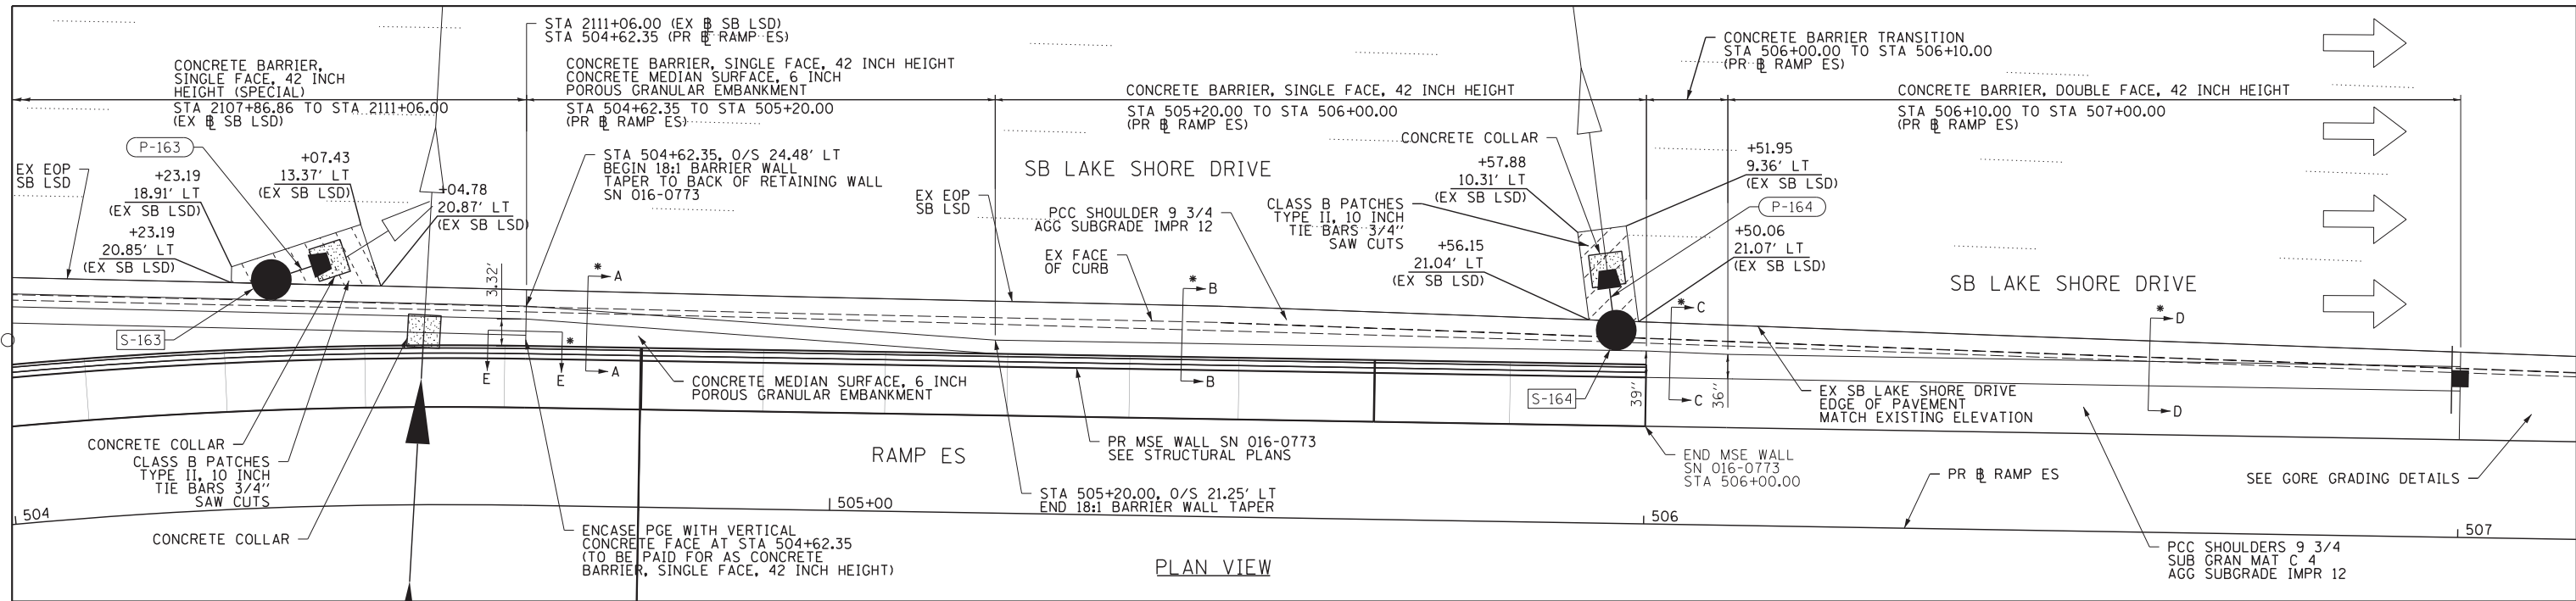 STA 2111+06.00 (EX B̲L SB LSD)
STA 504+62.35 (PR B̲L RAMP ES)
CONCRETE BARRIER TRANSITION
STA 506+00.00 TO STA 506+10.00
(PR B̲L RAMP ES)
CONCRETE BARRIER,
SINGLE FACE, 42 INCH
HEIGHT (SPECIAL)
STA 2107+86.86 TO STA 2111+06.00
(EX B̲L SB LSD)
CONCRETE BARRIER, SINGLE FACE, 42 INCH HEIGHT
CONCRETE MEDIAN SURFACE, 6 INCH
POROUS GRANULAR EMBANKMENT
STA 504+62.35 TO STA 505+20.00
(PR B̲L RAMP ES)
CONCRETE BARRIER, SINGLE FACE, 42 INCH HEIGHT
STA 505+20.00 TO STA 506+00.00
(PR B̲L RAMP ES)
CONCRETE BARRIER, DOUBLE FACE, 42 INCH HEIGHT
STA 506+10.00 TO STA 507+00.00
(PR B̲L RAMP ES)
P-163
EX EOP
SB LSD
+23.19
18.91' LT
(EX SB LSD)
+23.19
20.85' LT
(EX SB LSD)
+07.43
13.37' LT
(EX SB LSD)
+04.78
20.87' LT
(EX SB LSD)
STA 504+62.35, O/S 24.48' LT
BEGIN 18:1 BARRIER WALL
TAPER TO BACK OF RETAINING WALL
SN 016-0773
SB LAKE SHORE DRIVE
EX EOP
SB LSD
PCC SHOULDER 9 3/4
AGG SUBGRADE IMPR 12
EX FACE
OF CURB
CONCRETE COLLAR
+57.88
10.31' LT
(EX SB LSD)
CLASS B PATCHES
TYPE II, 10 INCH
TIE BARS 3/4''
SAW CUTS
+56.15
21.04' LT
(EX SB LSD)
+51.95
9.36' LT
(EX SB LSD)
P-164
+50.06
21.07' LT
(EX SB LSD)
SB LAKE SHORE DRIVE
3.32'
* A
* B
* C
* D
S-163
E
* E
A
B
C
D
39''
36''
S-164
CONCRETE MEDIAN SURFACE, 6 INCH
POROUS GRANULAR EMBANKMENT
EX SB LAKE SHORE DRIVE
EDGE OF PAVEMENT
MATCH EXISTING ELEVATION
CONCRETE COLLAR
CLASS B PATCHES
TYPE II, 10 INCH
TIE BARS 3/4''
SAW CUTS
RAMP ES
PR MSE WALL SN 016-0773
SEE STRUCTURAL PLANS
END MSE WALL
SN 016-0773
STA 506+00.00
PR B̲L RAMP ES
SEE GORE GRADING DETAILS
STA 505+20.00, O/S 21.25' LT
END 18:1 BARRIER WALL TAPER
504
505+00
506
507
CONCRETE COLLAR
ENCASE PGE WITH VERTICAL
CONCRETE FACE AT STA 504+62.35
(TO BE PAID FOR AS CONCRETE
BARRIER, SINGLE FACE, 42 INCH HEIGHT)
PCC SHOULDERS 9 3/4
SUB GRAN MAT C 4
AGG SUBGRADE IMPR 12
PLAN VIEW